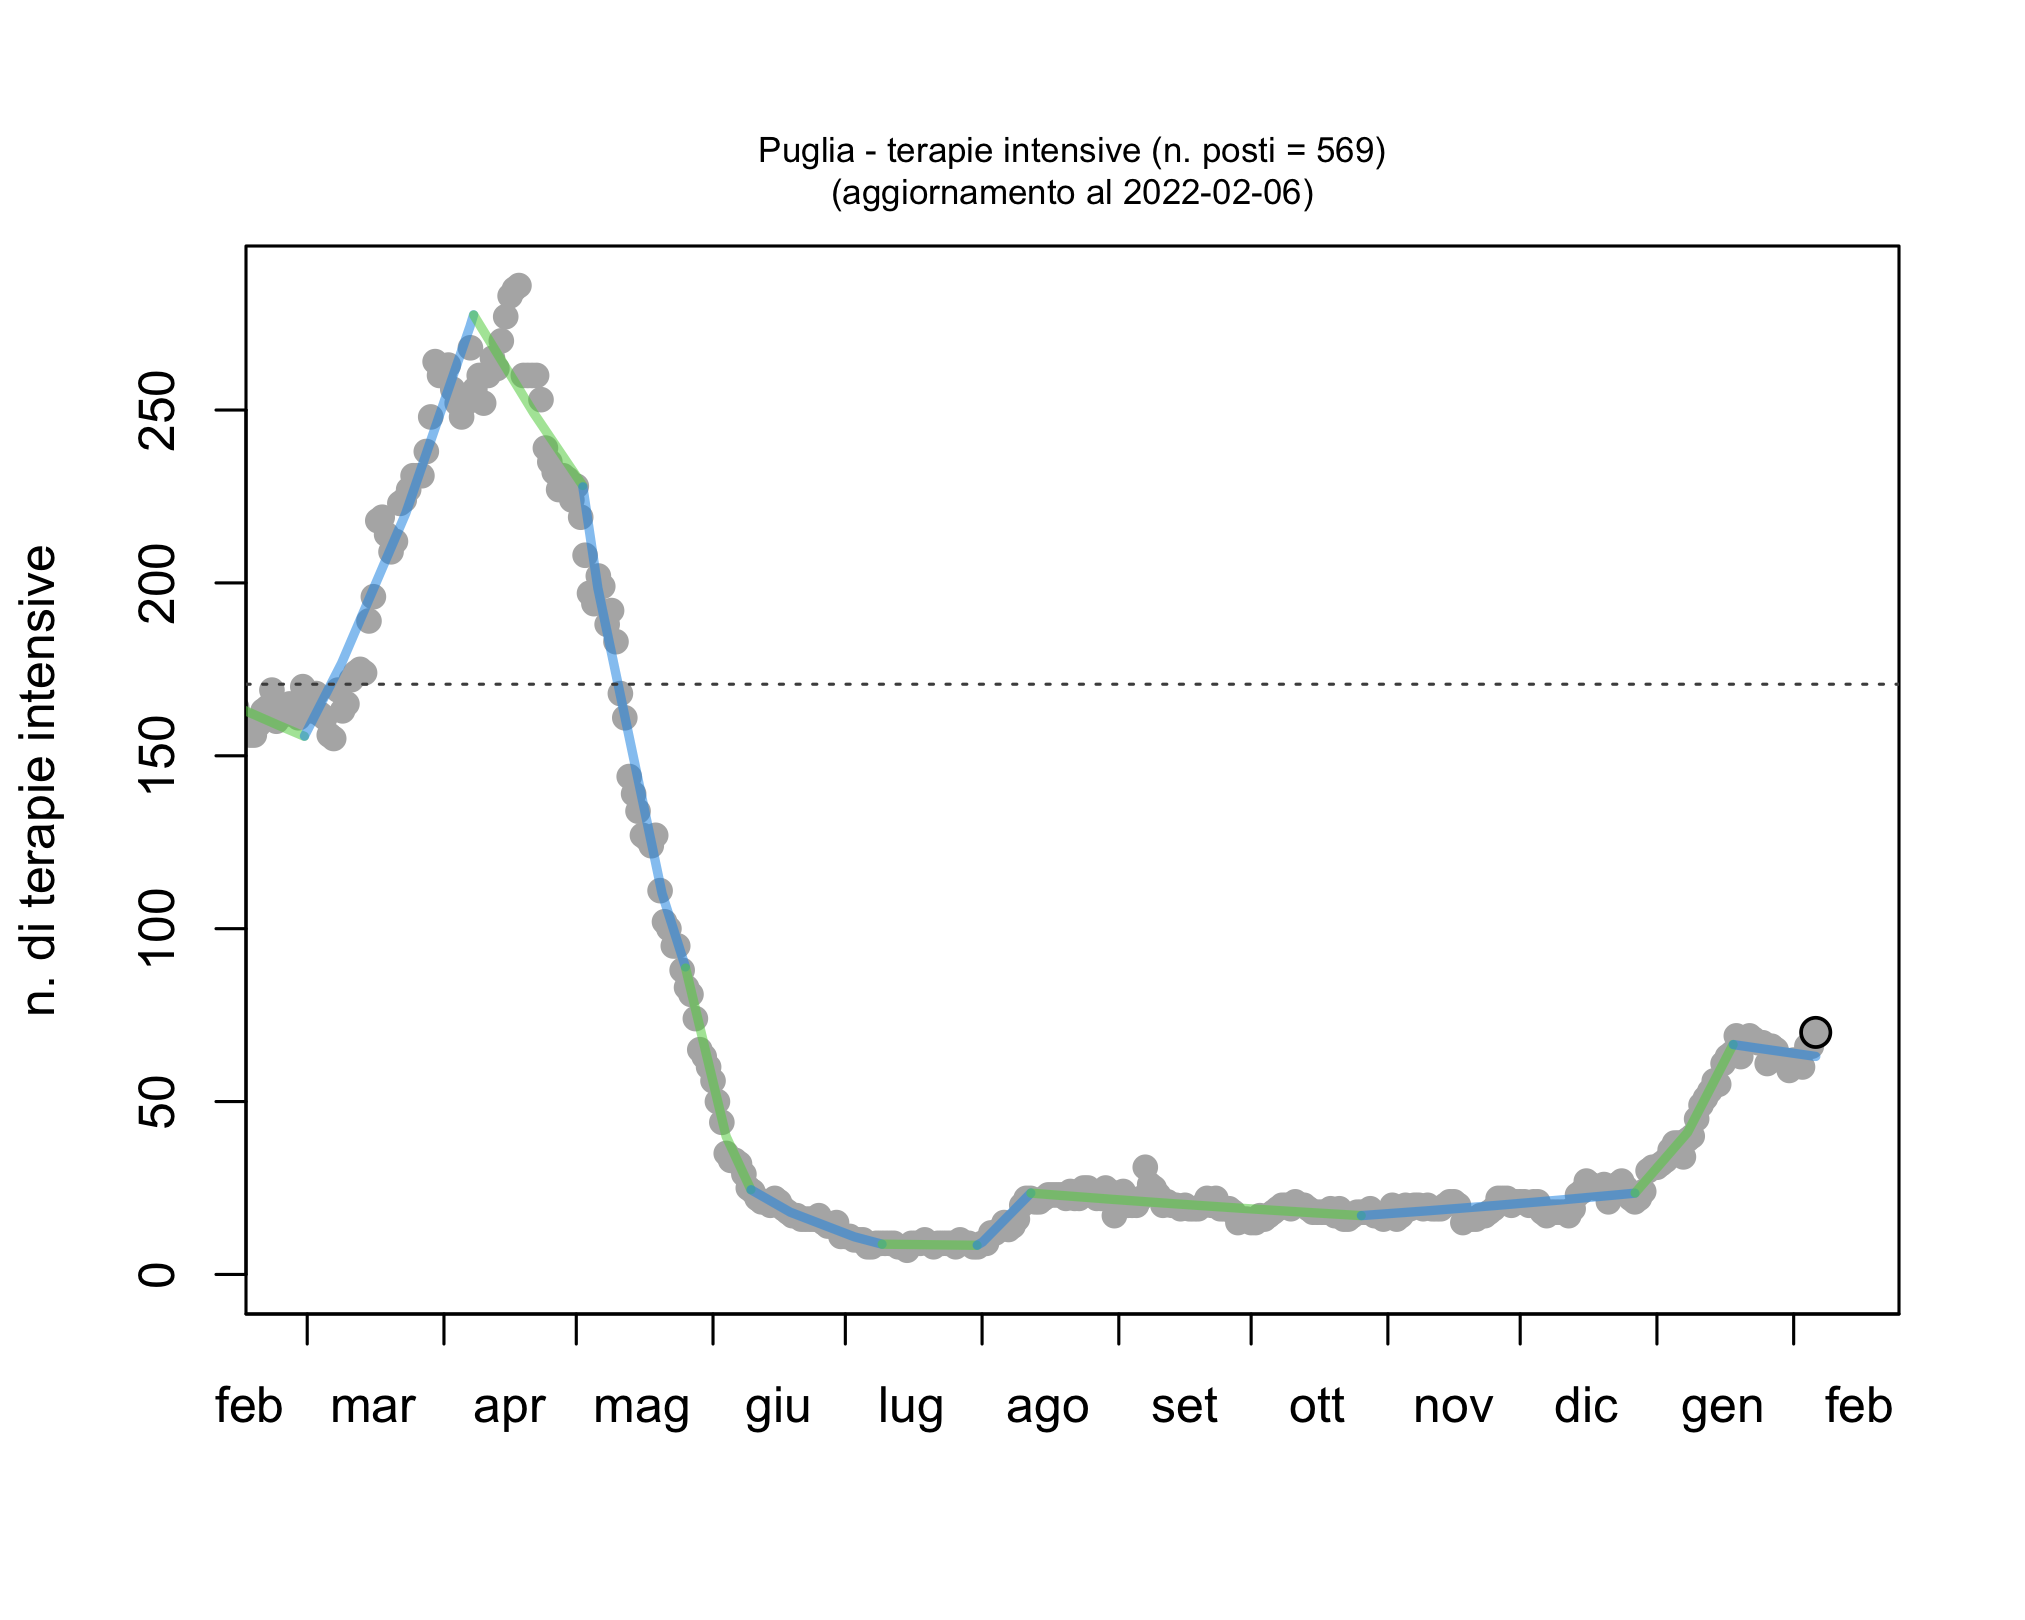 Puglia - terapie intensive (n. posti = 569)
(aggiornamento al 2022-02-06)
n. di terapie intensive
250
200
150
100
50
0
feb mar apr mag giu lug ago set ott nov dic gen feb